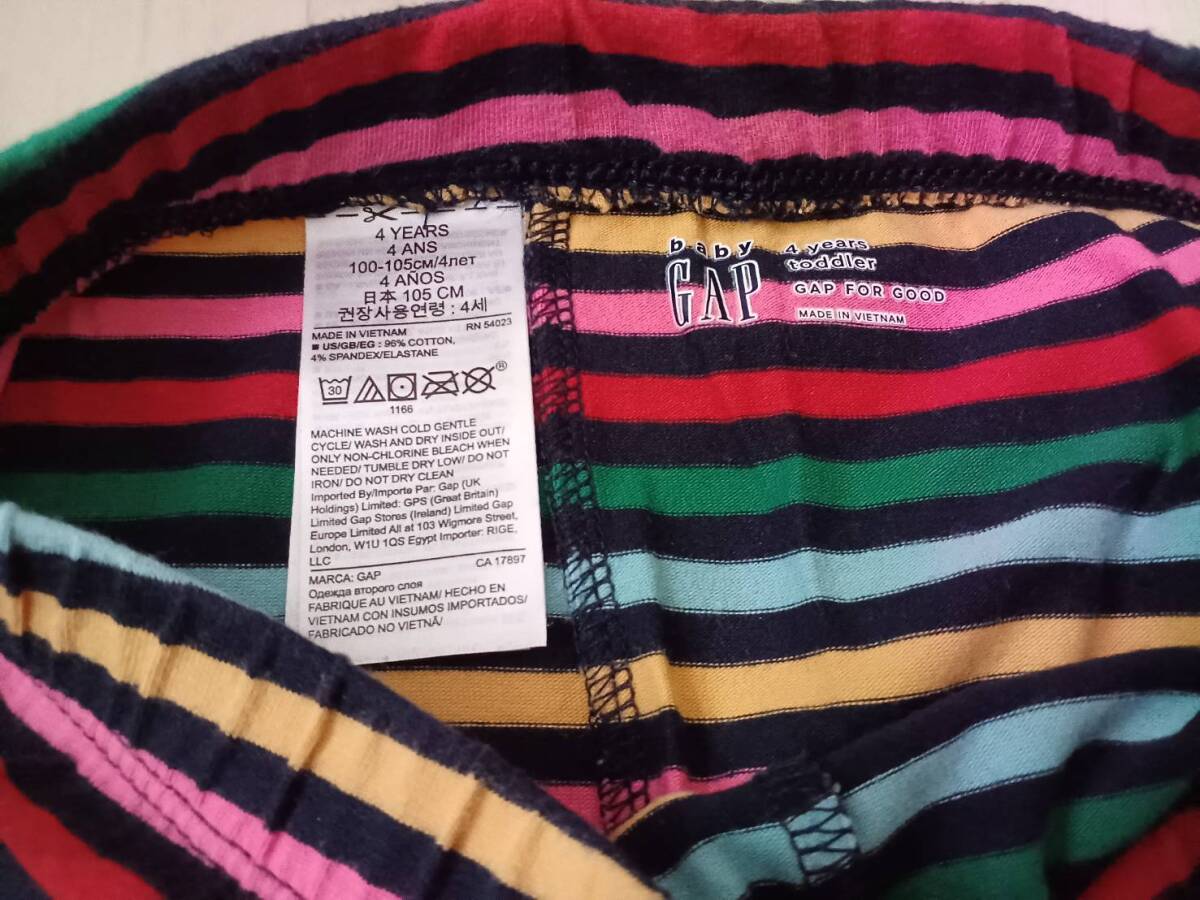 4 YEARS
4 ANS
100-105см/4лет
4 AÑOS
日本 105 CM
권장사용연령 : 4세
MADE IN VIETNAM RN 54023
■ US/GB/EG : 96% COTTON,
4% SPANDEX/ELASTANE
30
®
1166
MACHINE WASH COLD GENTLE
CYCLE/ WASH AND DRY INSIDE OUT/
ONLY NON-CHLORINE BLEACH WHEN
NEEDED/ TUMBLE DRY LOW/ DO NOT
IRON/ DO NOT DRY CLEAN
Imported By/Importe Par: Gap (UK
Holdings) Limited: GPS (Great Britain)
Limited Gap Stores (Ireland) Limited Gap
Europe Limited All at 103 Wigmore Street,
London, W1U 1QS Egypt Importer: RIGE,
LLC
CA 17897
MARCA: GAP
Одежда второго слоя
FABRIQUE AU VIETNAM/ HECHO EN
VIETNAM CON INSUMOS IMPORTADOS/
FABRICADO NO VIETNÃ/
baby
GAP
4 years
toddler
GAP FOR GOOD
MADE IN VIETNAM